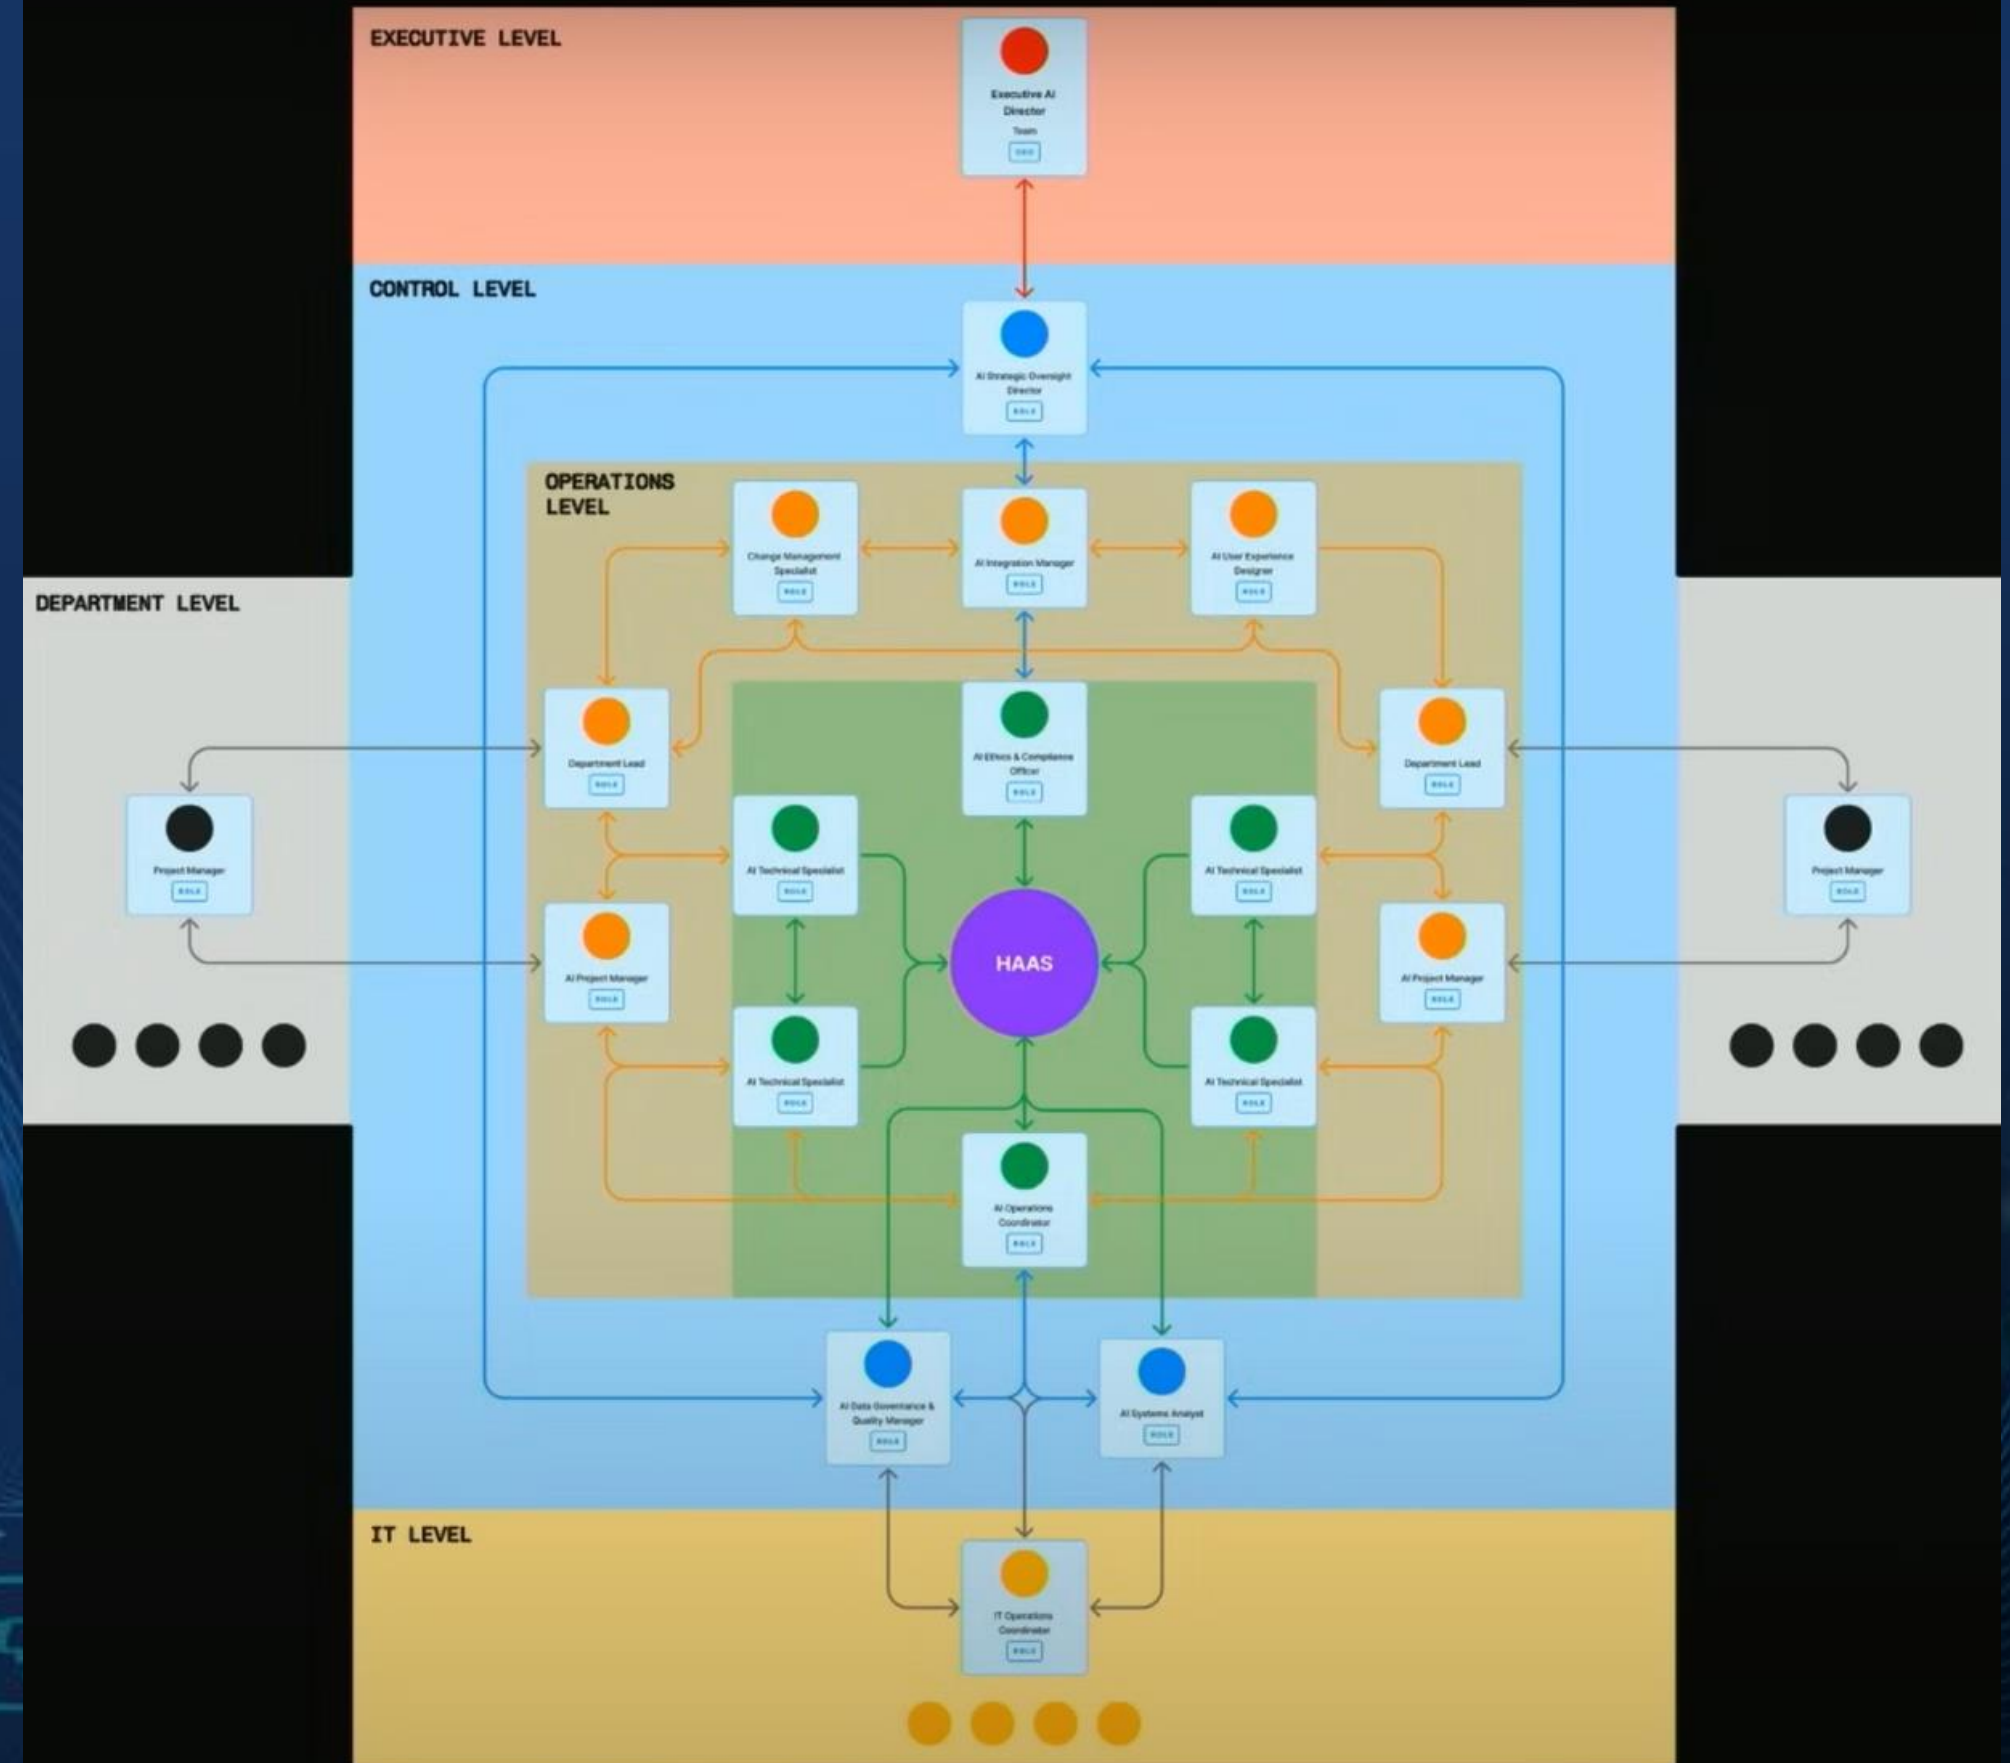 EXECUTIVE LEVEL
Executive AI
Director
Team
CONTROL LEVEL
AI Strategic Oversight
Director
ROLE
OPERATIONS
LEVEL
Change Management
Specialist
ROLE
AI Integration Manager
ROLE
AI User Experience
Designer
ROLE
DEPARTMENT LEVEL
Department Lead
ROLE
AI Ethics & Compliance
Officer
ROLE
Department Lead
ROLE
Project Manager
ROLE
AI Technical Specialist
ROLE
AI Technical Specialist
ROLE
Project Manager
ROLE
AI Project Manager
ROLE
HAAS
AI Project Manager
ROLE
AI Technical Specialist
ROLE
AI Technical Specialist
ROLE
AI Operations
Coordinator
ROLE
AI Data Governance &
Quality Manager
ROLE
AI Systems Analyst
ROLE
IT LEVEL
IT Operations
Coordinator
ROLE